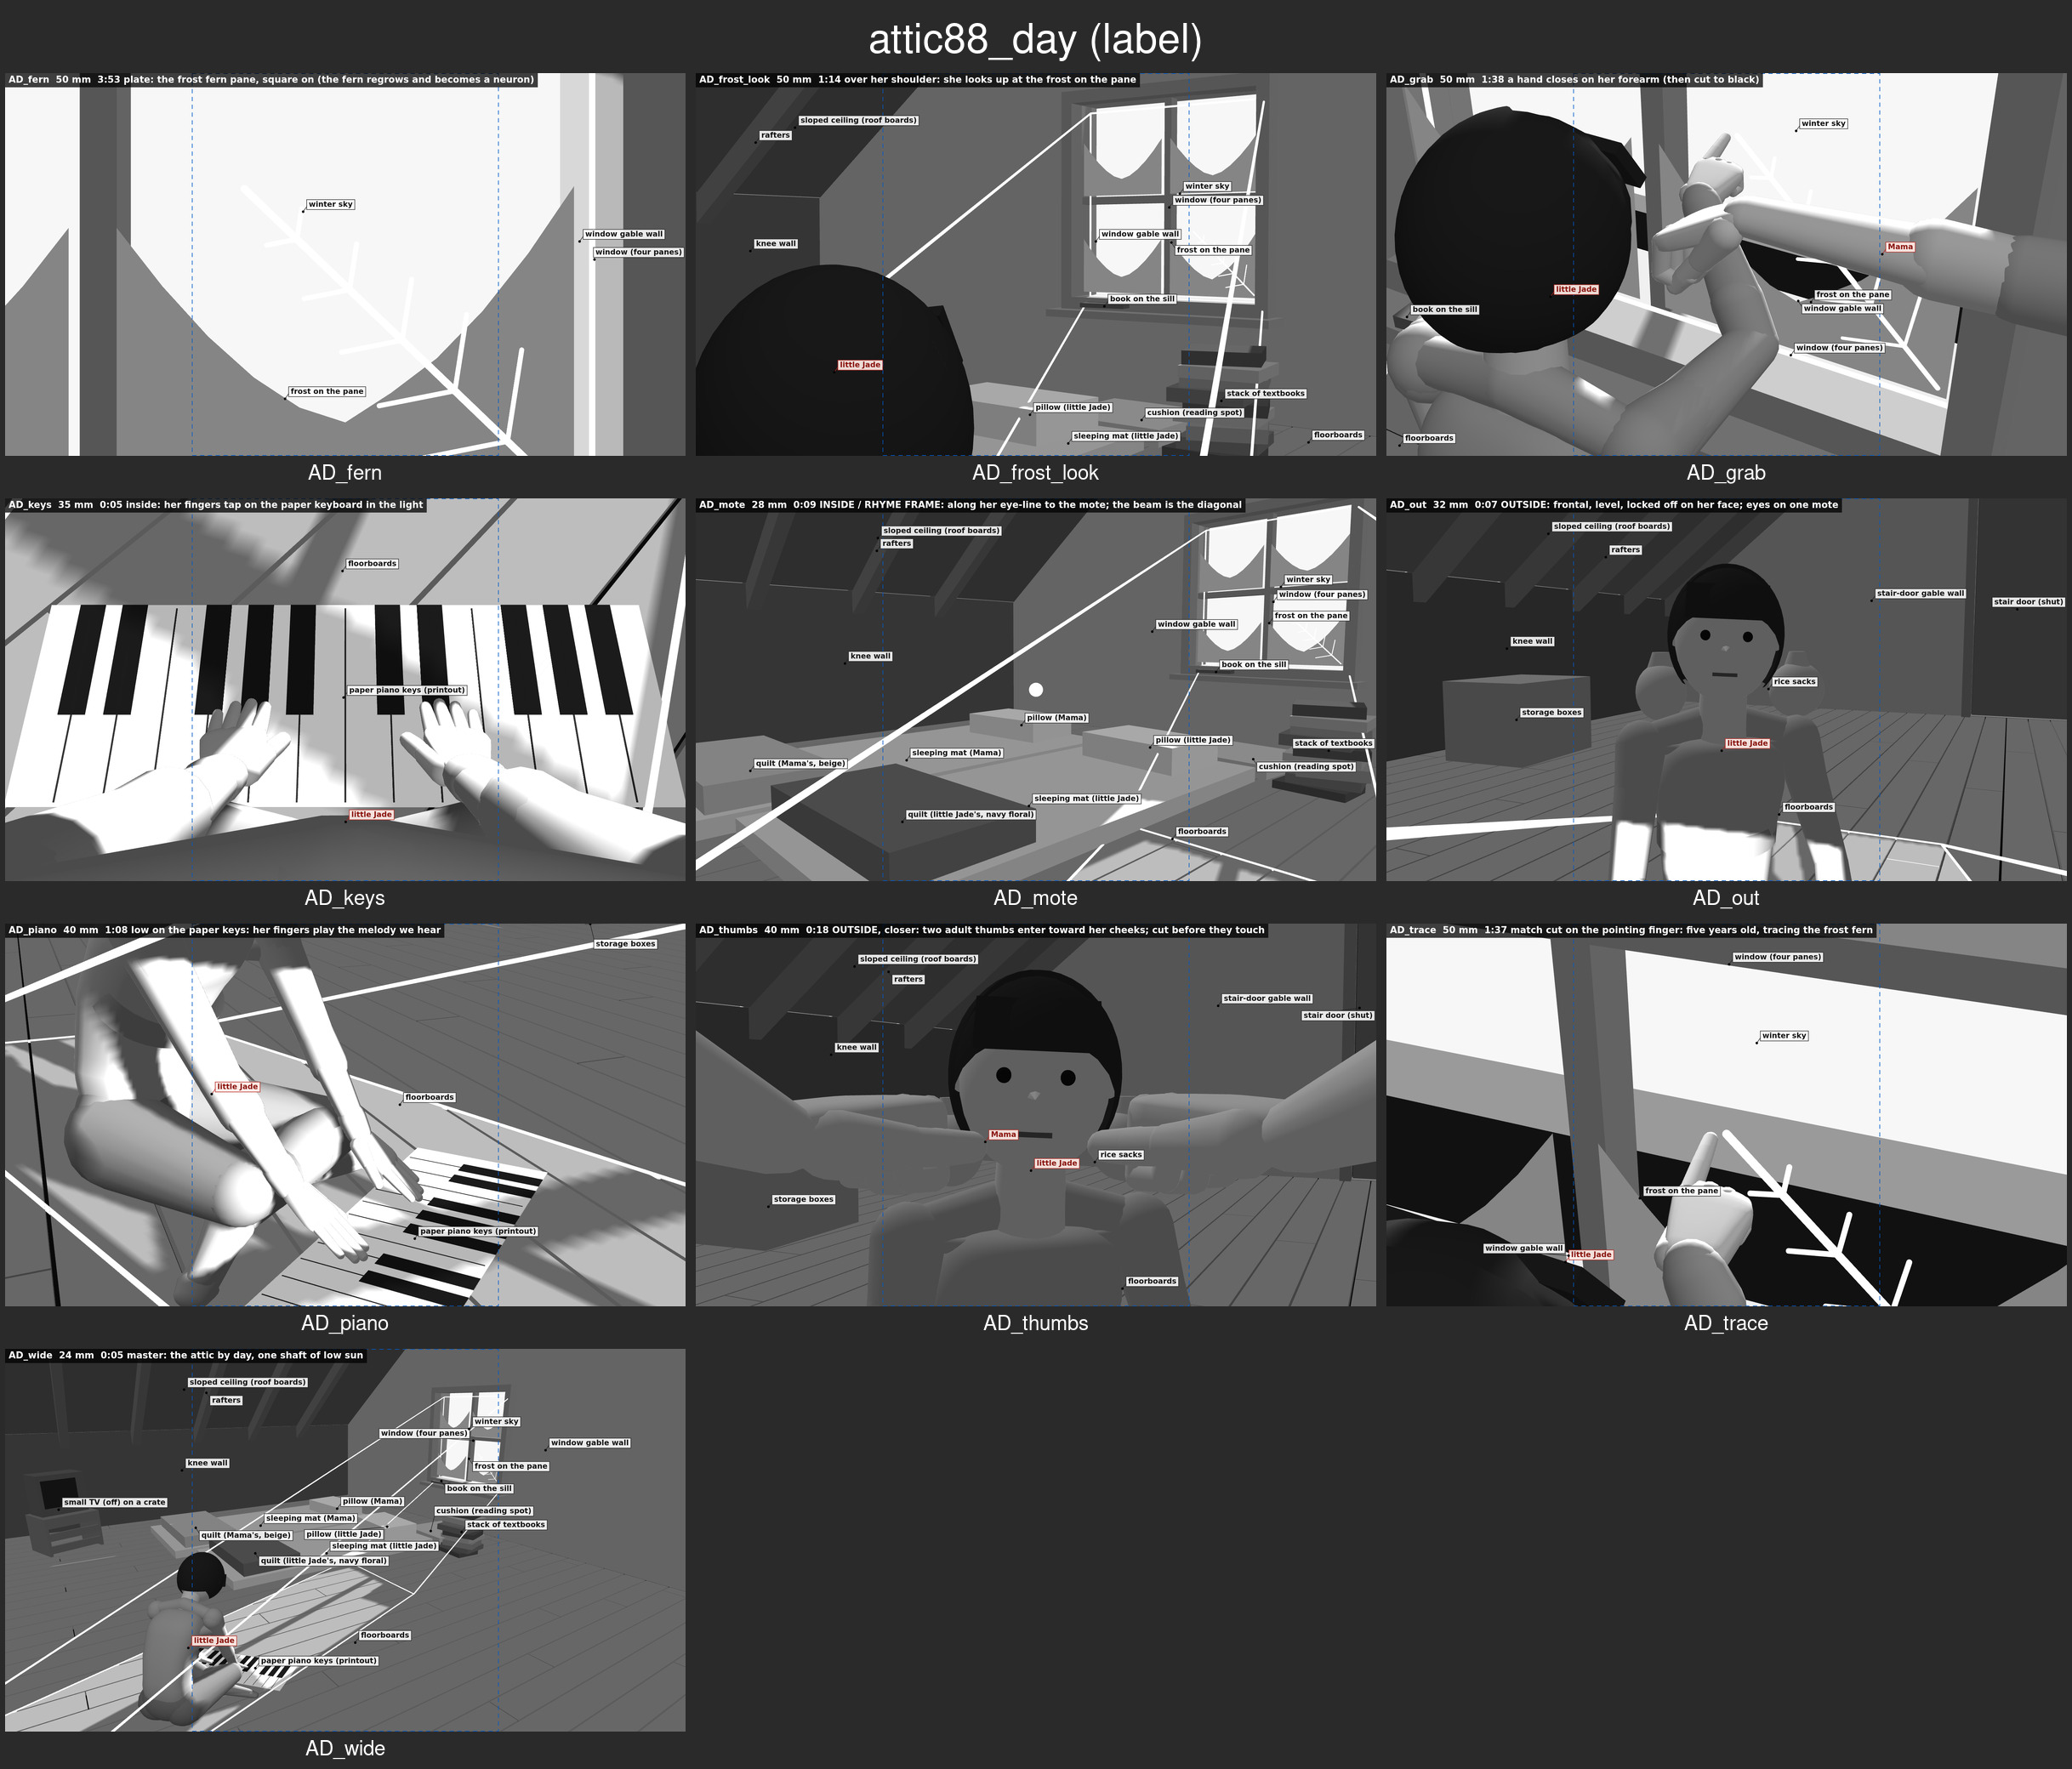 attic88_day (label)
AD_fern 50 mm 3:53 plate: the frost fern pane, square on (the fern regrows and becomes a neuron)
winter sky
window gable wall
window (four panes)
frost on the pane
AD_fern
AD_frost_look 50 mm 1:14 over her shoulder: she looks up at the frost on the pane
sloped ceiling (roof boards)
rafters
winter sky
window (four panes)
window gable wall
knee wall
frost on the pane
book on the sill
little Jade
stack of textbooks
pillow (little Jade)
cushion (reading spot)
sleeping mat (little Jade)
floorboards
AD_frost_look
AD_grab 50 mm 1:38 a hand closes on her forearm (then cut to black)
winter sky
Mama
little Jade
frost on the pane
book on the sill
window gable wall
window (four panes)
floorboards
AD_grab
AD_keys 35 mm 0:05 inside: her fingers tap on the paper keyboard in the light
floorboards
paper piano keys (printout)
little Jade
AD_keys
AD_mote 28 mm 0:09 INSIDE / RHYME FRAME: along her eye-line to the mote; the beam is the diagonal
sloped ceiling (roof boards)
rafters
winter sky
window (four panes)
frost on the pane
window gable wall
knee wall
book on the sill
pillow (Mama)
pillow (little Jade)
stack of textbooks
sleeping mat (Mama)
quilt (Mama's, beige)
cushion (reading spot)
sleeping mat (little Jade)
quilt (little Jade's, navy floral)
floorboards
AD_mote
AD_out 32 mm 0:07 OUTSIDE: frontal, level, locked off on her face; eyes on one mote
sloped ceiling (roof boards)
rafters
stair-door gable wall
stair door (shut)
knee wall
rice sacks
storage boxes
little Jade
floorboards
AD_out
AD_piano 40 mm 1:08 low on the paper keys: her fingers play the melody we hear
storage boxes
little Jade
floorboards
paper piano keys (printout)
AD_piano
AD_thumbs 40 mm 0:18 OUTSIDE, closer: two adult thumbs enter toward her cheeks; cut before they touch
sloped ceiling (roof boards)
rafters
stair-door gable wall
stair door (shut)
knee wall
Mama
rice sacks
little Jade
storage boxes
floorboards
AD_thumbs
AD_trace 50 mm 1:37 match cut on the pointing finger: five years old, tracing the frost fern
window (four panes)
winter sky
frost on the pane
window gable wall
little Jade
AD_trace
AD_wide 24 mm 0:05 master: the attic by day, one shaft of low sun
sloped ceiling (roof boards)
rafters
winter sky
window (four panes)
window gable wall
knee wall
frost on the pane
book on the sill
small TV (off) on a crate
pillow (Mama)
cushion (reading spot)
sleeping mat (Mama)
stack of textbooks
quilt (Mama's, beige)
pillow (little Jade)
sleeping mat (little Jade)
quilt (little Jade's, navy floral)
floorboards
little Jade
paper piano keys (printout)
AD_wide